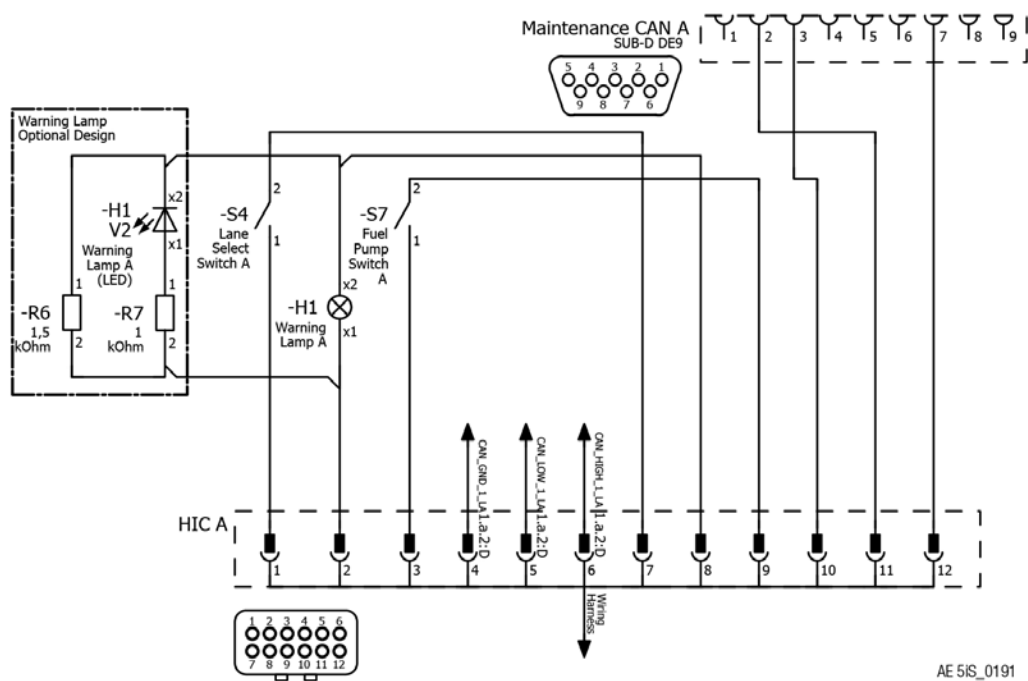 Maintenance CAN A
SUB-D DE9
1 2 3 4 5 6 7 8 9
5 4 3 2 1
9 8 7 6
Warning Lamp
Optional Design
-H1
V2
x2
x1
Warning
Lamp A
(LED)
-R6
1,5
kOhm
1
2
-R7
1
kOhm
1
2
-S4
Lane
Select
Switch A
2
1
-H1
Warning
Lamp A
x2
x1
-S7
Fuel
Pump
Switch
A
2
1
CAN_GND_1_LA 1.a.2:D
CAN_LOW_1_LA 1.a.2:D
CAN_HIGH_1_LA 1.a.2:D
HIC A
1 2 3 4 5 6 7 8 9 10 11 12
Wiring
Harness
1 2 3 4 5 6
7 8 9 10 11 12
AE 5iS_0191